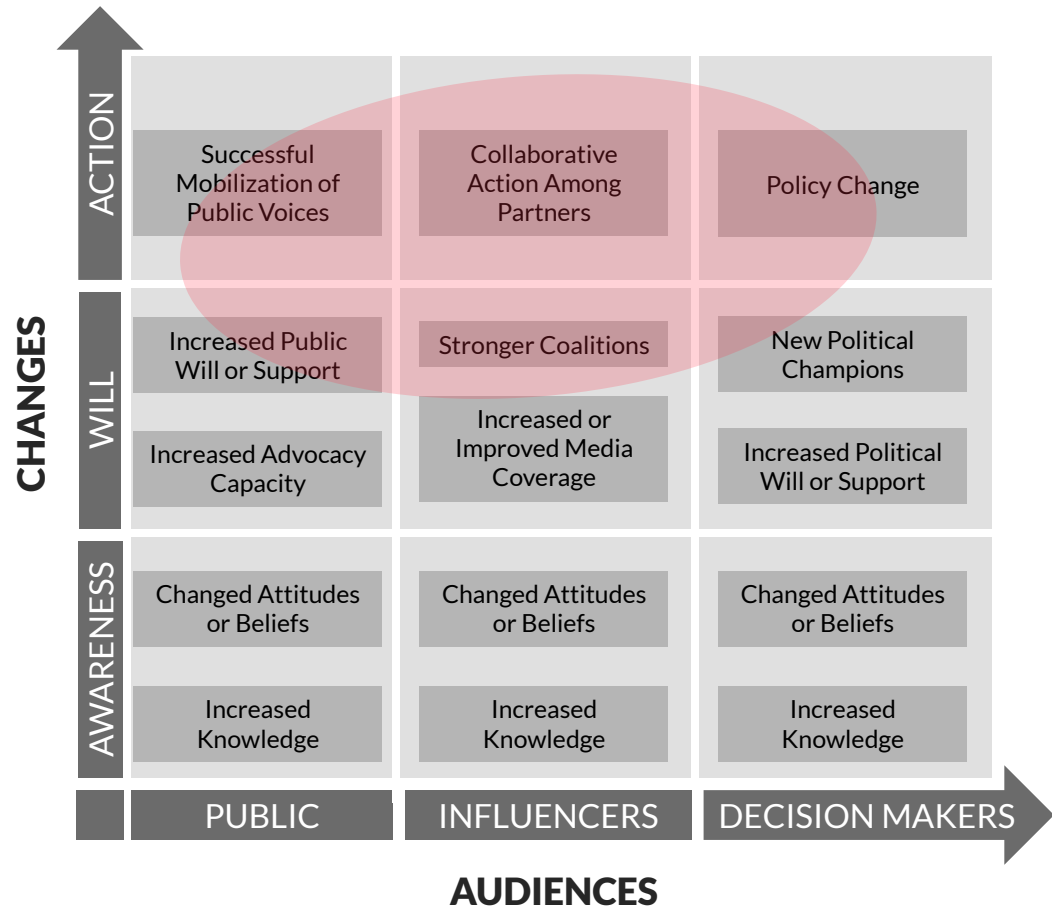 CHANGES
ACTION
Successful
Mobilization of
Public Voices
Collaborative
Action Among
Partners
Policy Change
WILL
Increased Public
Will or Support
Stronger Coalitions
New Political
Champions
Increased Advocacy
Capacity
Increased or
Improved Media
Coverage
Increased Political
Will or Support
AWARENESS
Changed Attitudes
or Beliefs
Changed Attitudes
or Beliefs
Changed Attitudes
or Beliefs
Increased
Knowledge
Increased
Knowledge
Increased
Knowledge
PUBLIC
INFLUENCERS
DECISION MAKERS
AUDIENCES